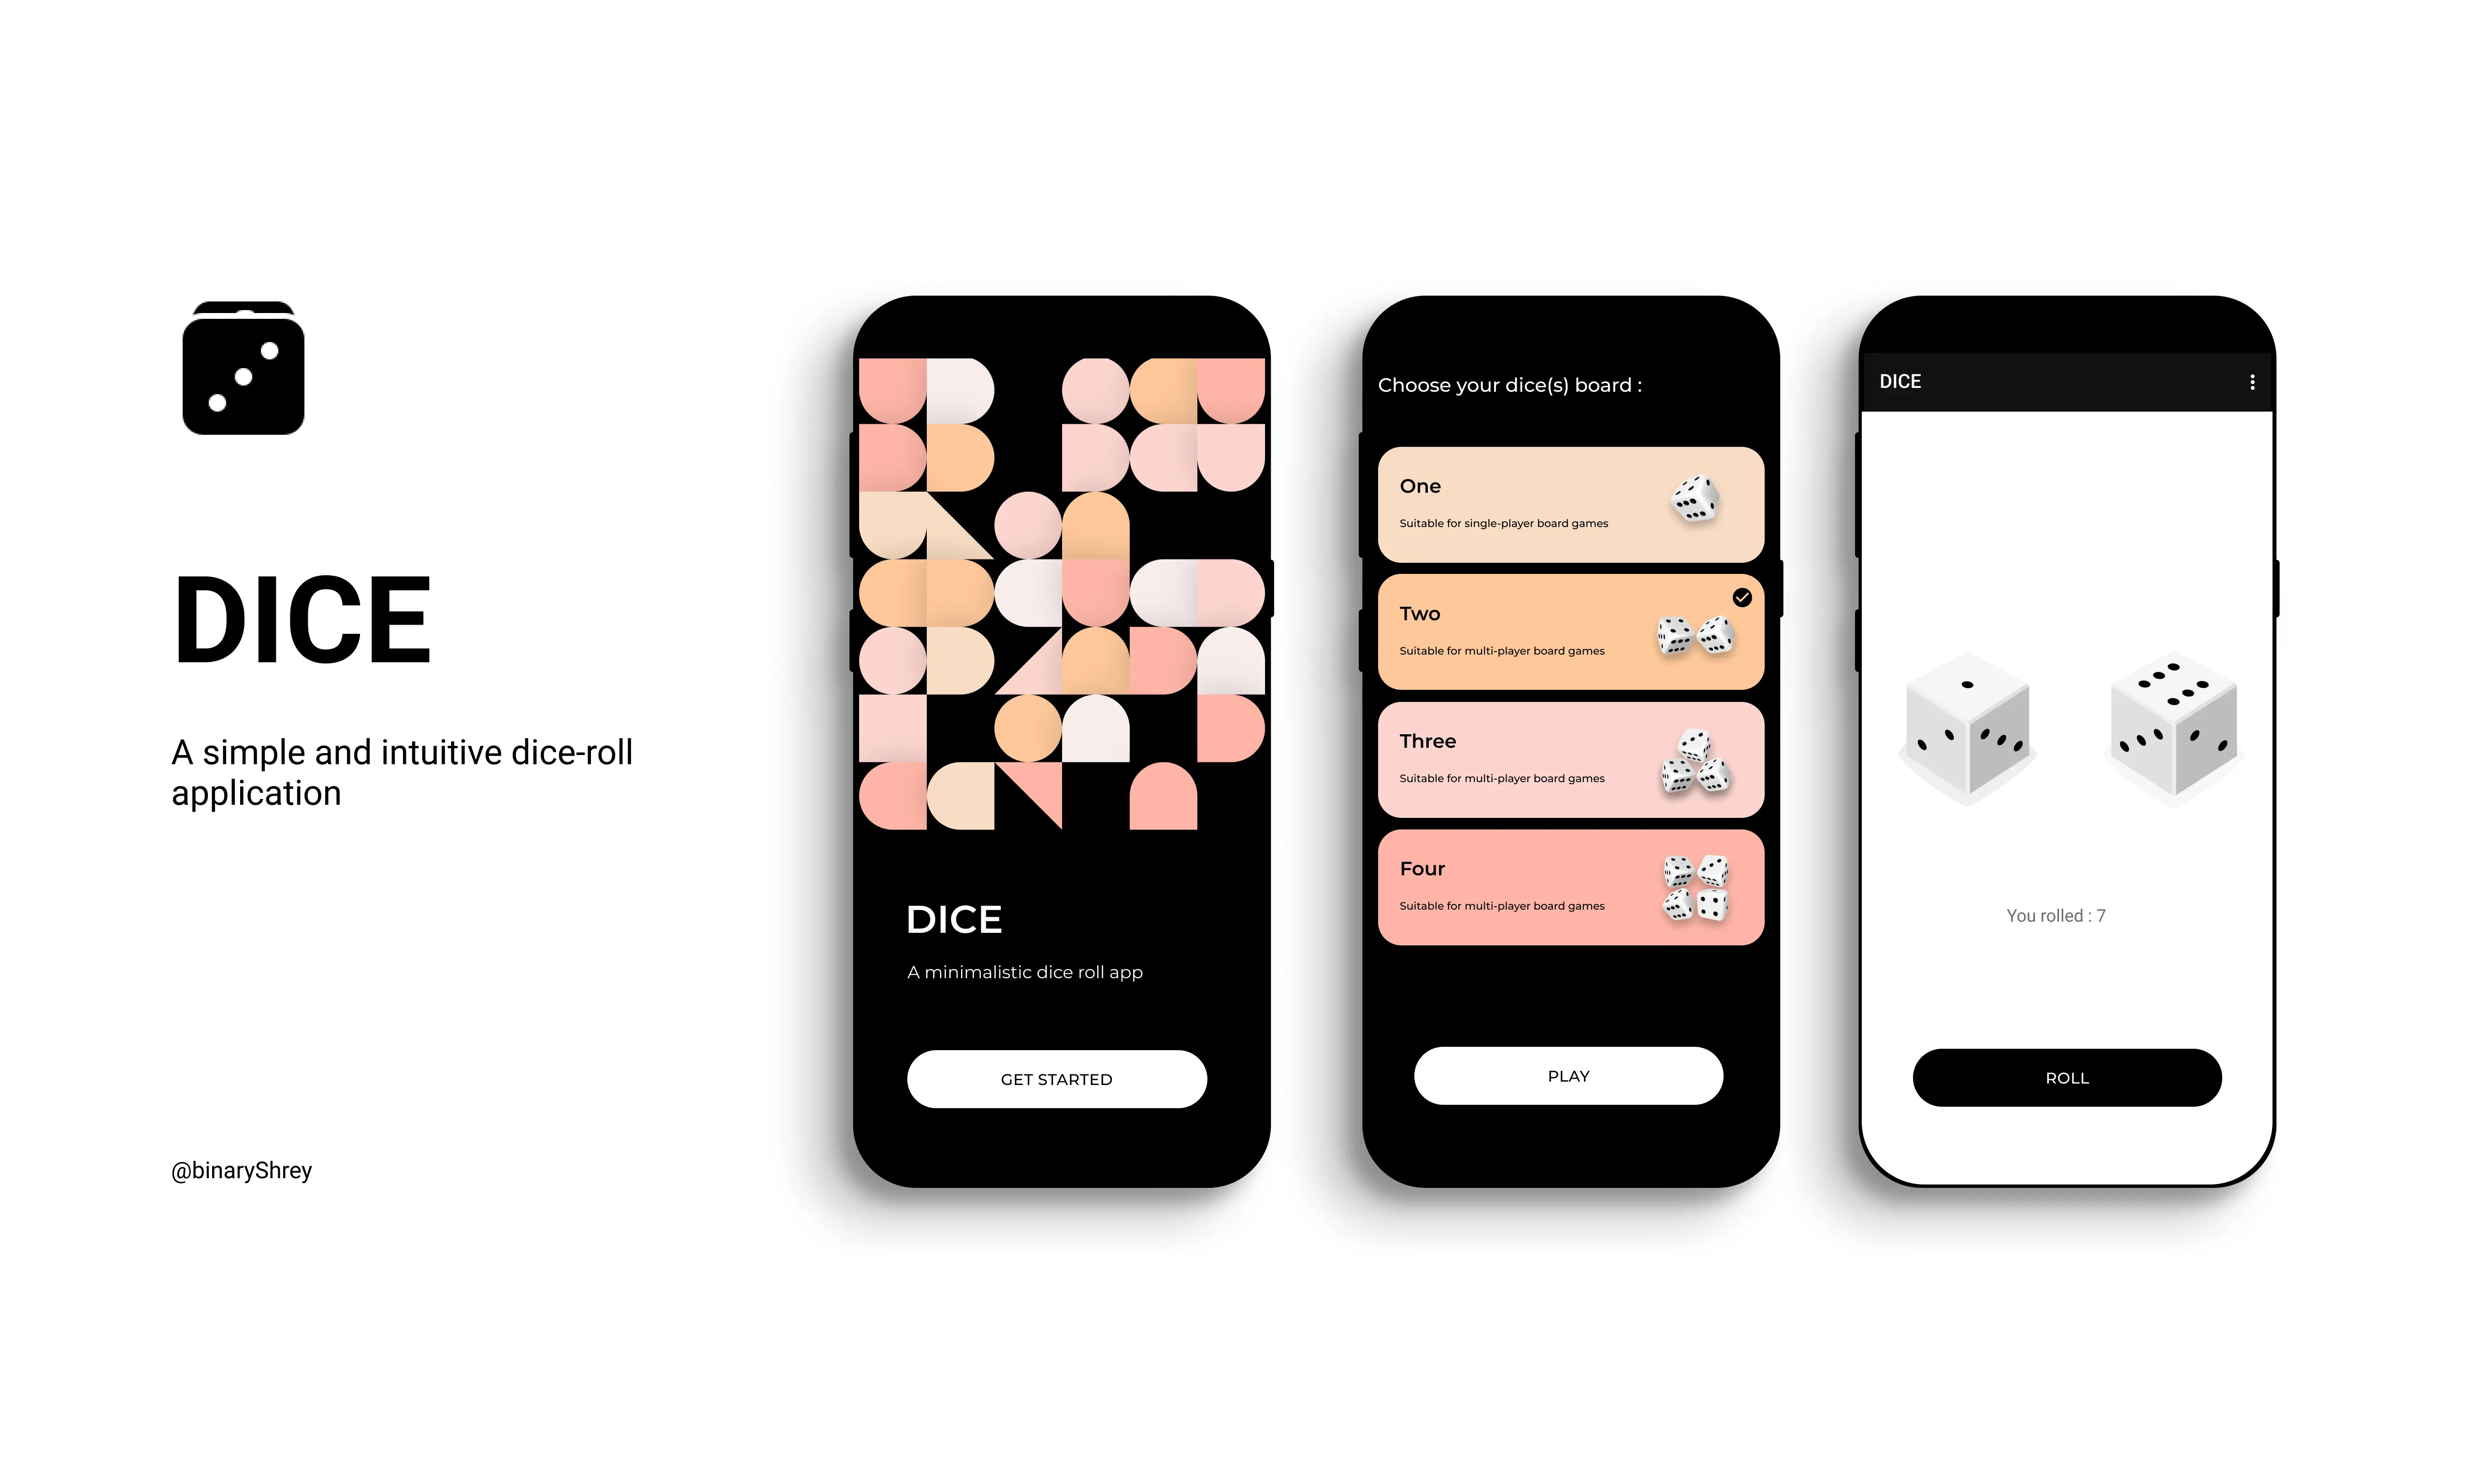 DICE
A simple and intuitive dice-roll
application
@binaryShrey
DICE
A minimalistic dice roll app
GET STARTED
Choose your dice(s) board :
One
Suitable for single-player board games
Two
Suitable for multi-player board games
Three
Suitable for multi-player board games
Four
Suitable for multi-player board games
PLAY
DICE
You rolled : 7
ROLL